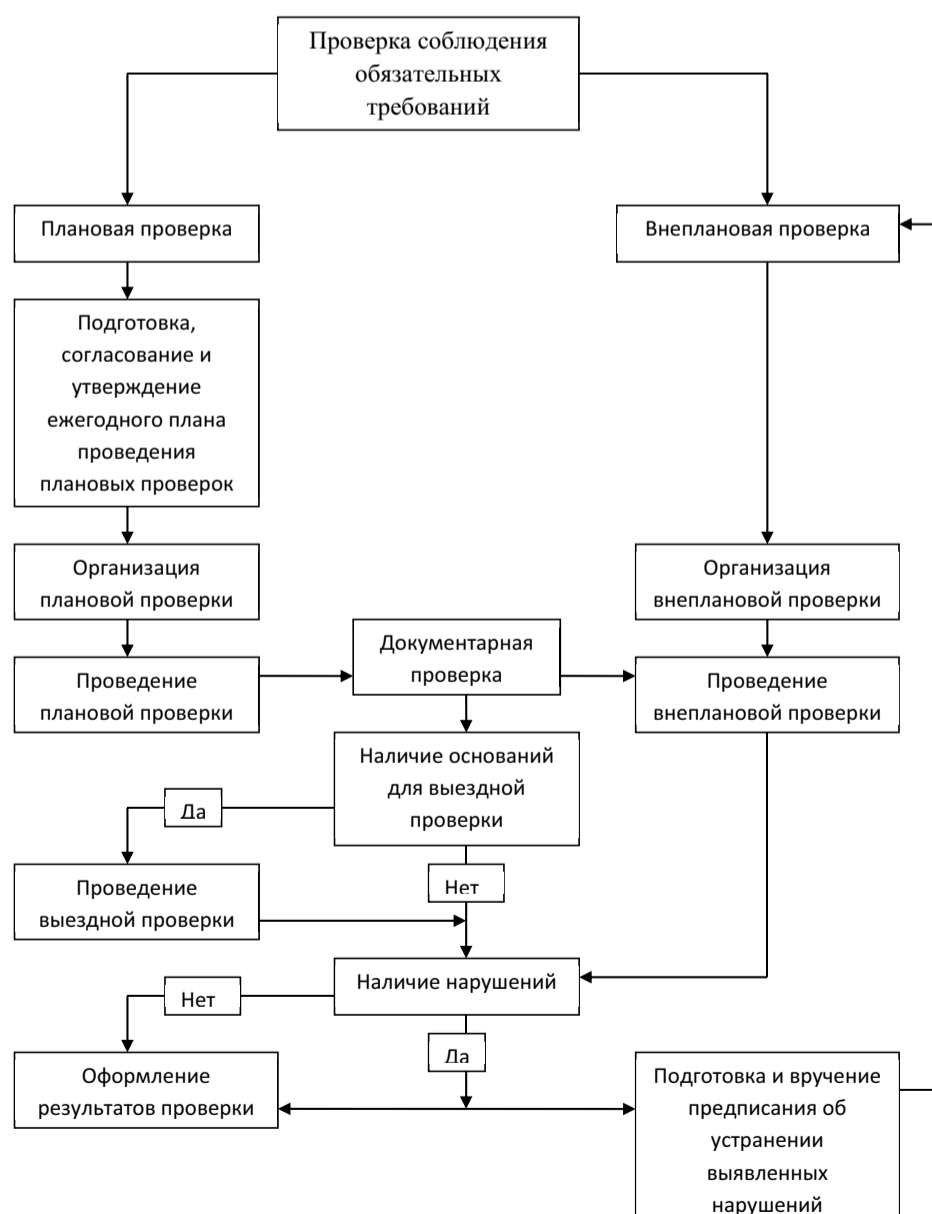 Проверка соблюдения
обязательных
требований
Плановая проверка
Внеплановая проверка
Подготовка,
согласование и
утверждение
ежегодного плана
проведения
плановых проверок
Организация
плановой проверки
Организация
внеплановой проверки
Проведение
плановой проверки
Документарная
проверка
Проведение
внеплановой проверки
Наличие оснований
для выездной
проверки
Да
Проведение
выездной проверки
Нет
Наличие нарушений
Нет
Да
Оформление
результатов проверки
Подготовка и вручение
предписания об
устранении
выявленных
нарушений